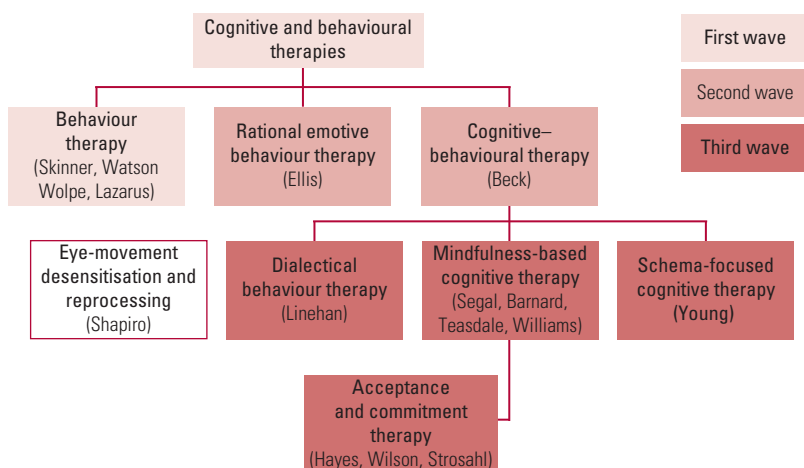 Cognitive and behavioural
therapies
First wave
Second wave
Third wave
Behaviour
therapy
(Skinner, Watson
Wolpe, Lazarus)
Rational emotive
behaviour therapy
(Ellis)
Cognitive–
behavioural therapy
(Beck)
Eye-movement
desensitisation and
reprocessing
(Shapiro)
Dialectical
behaviour therapy
(Linehan)
Mindfulness-based
cognitive therapy
(Segal, Barnard,
Teasdale, Williams)
Schema-focused
cognitive therapy
(Young)
Acceptance
and commitment
therapy
(Hayes, Wilson, Strosahl)